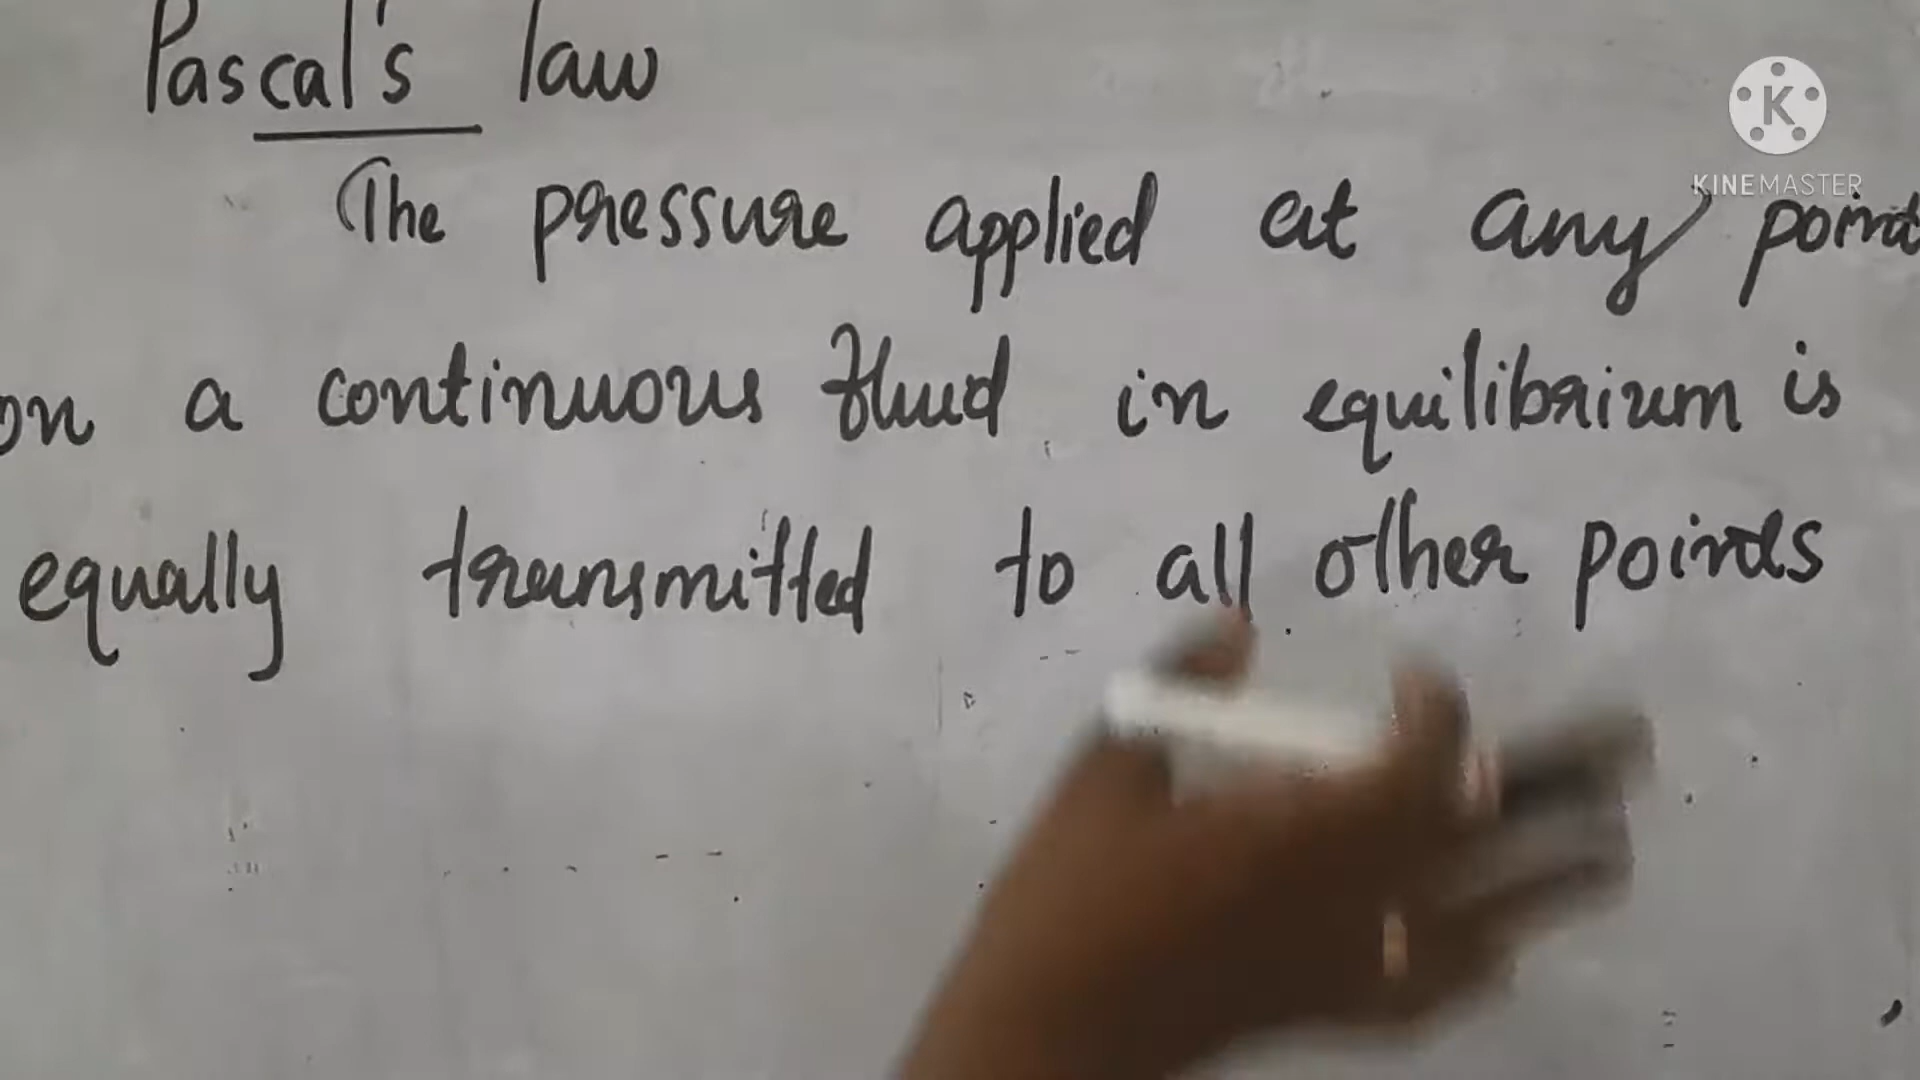 Pascal's law
The pressure applied at any point
on a continuous fluid in equilibrium is
equally transmitted to all other points
K
KINEMASTER